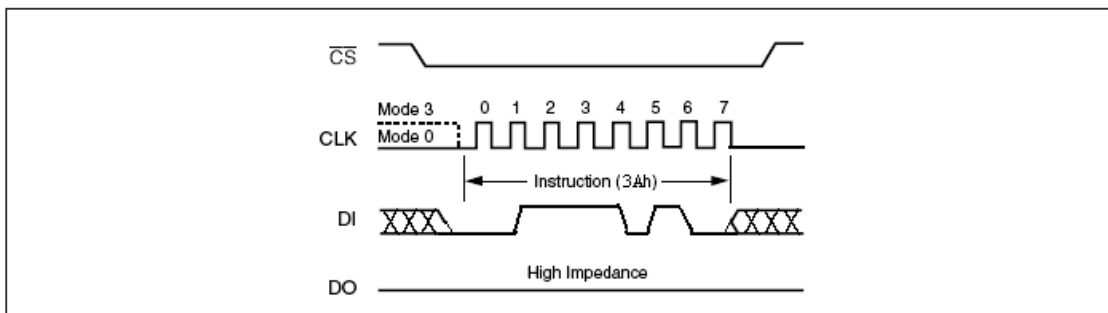 CS
Mode 3
0 1 2 3 4 5 6 7
CLK
Mode 0
Instruction (3Ah)
DI
High Impedance
DO